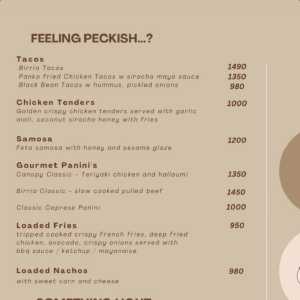 FEELING PECKISH...?
Tacos
Birria Tacos 1490
Panko Fried Chicken Tacos w siracha mayo sauce 1350
Black Bean Tacos w hummus, pickled onions 980
Chicken Tenders 1000
Golden crispy chicken tenders served with garlic
aioli, coconut siracha honey with fries
Samosa 1200
Feta samosa with honey and sesame glaze
Gourmet Panini's
Canopy Classic - Teriyaki chicken and halloumi 1350
Birria Classic - slow cooked pulled beef 1450
Classic Caprese Panini 1000
Loaded Fries 950
tripped cooked crispy french fries, deep fried
chicken, avocado, crispy onions served with
bbq sauce / ketchup / mayonaise
Loaded Nachos 980
with sweet corn and cheese